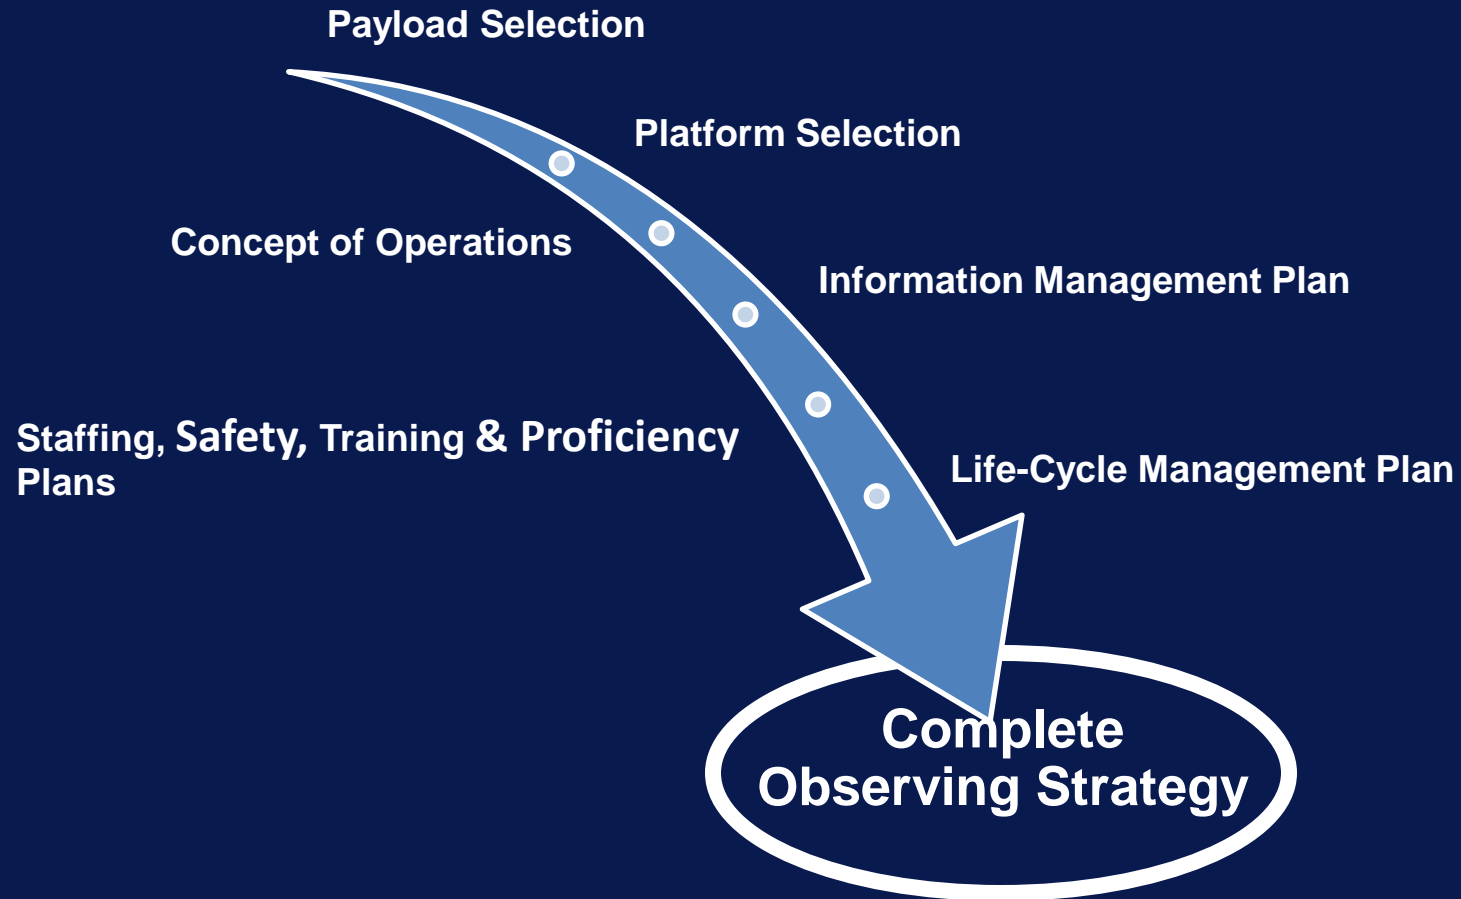 Payload Selection
Platform Selection
Concept of Operations
Information Management Plan
Staffing, Safety, Training & Proficiency
Plans
Life-Cycle Management Plan
Complete
Observing Strategy